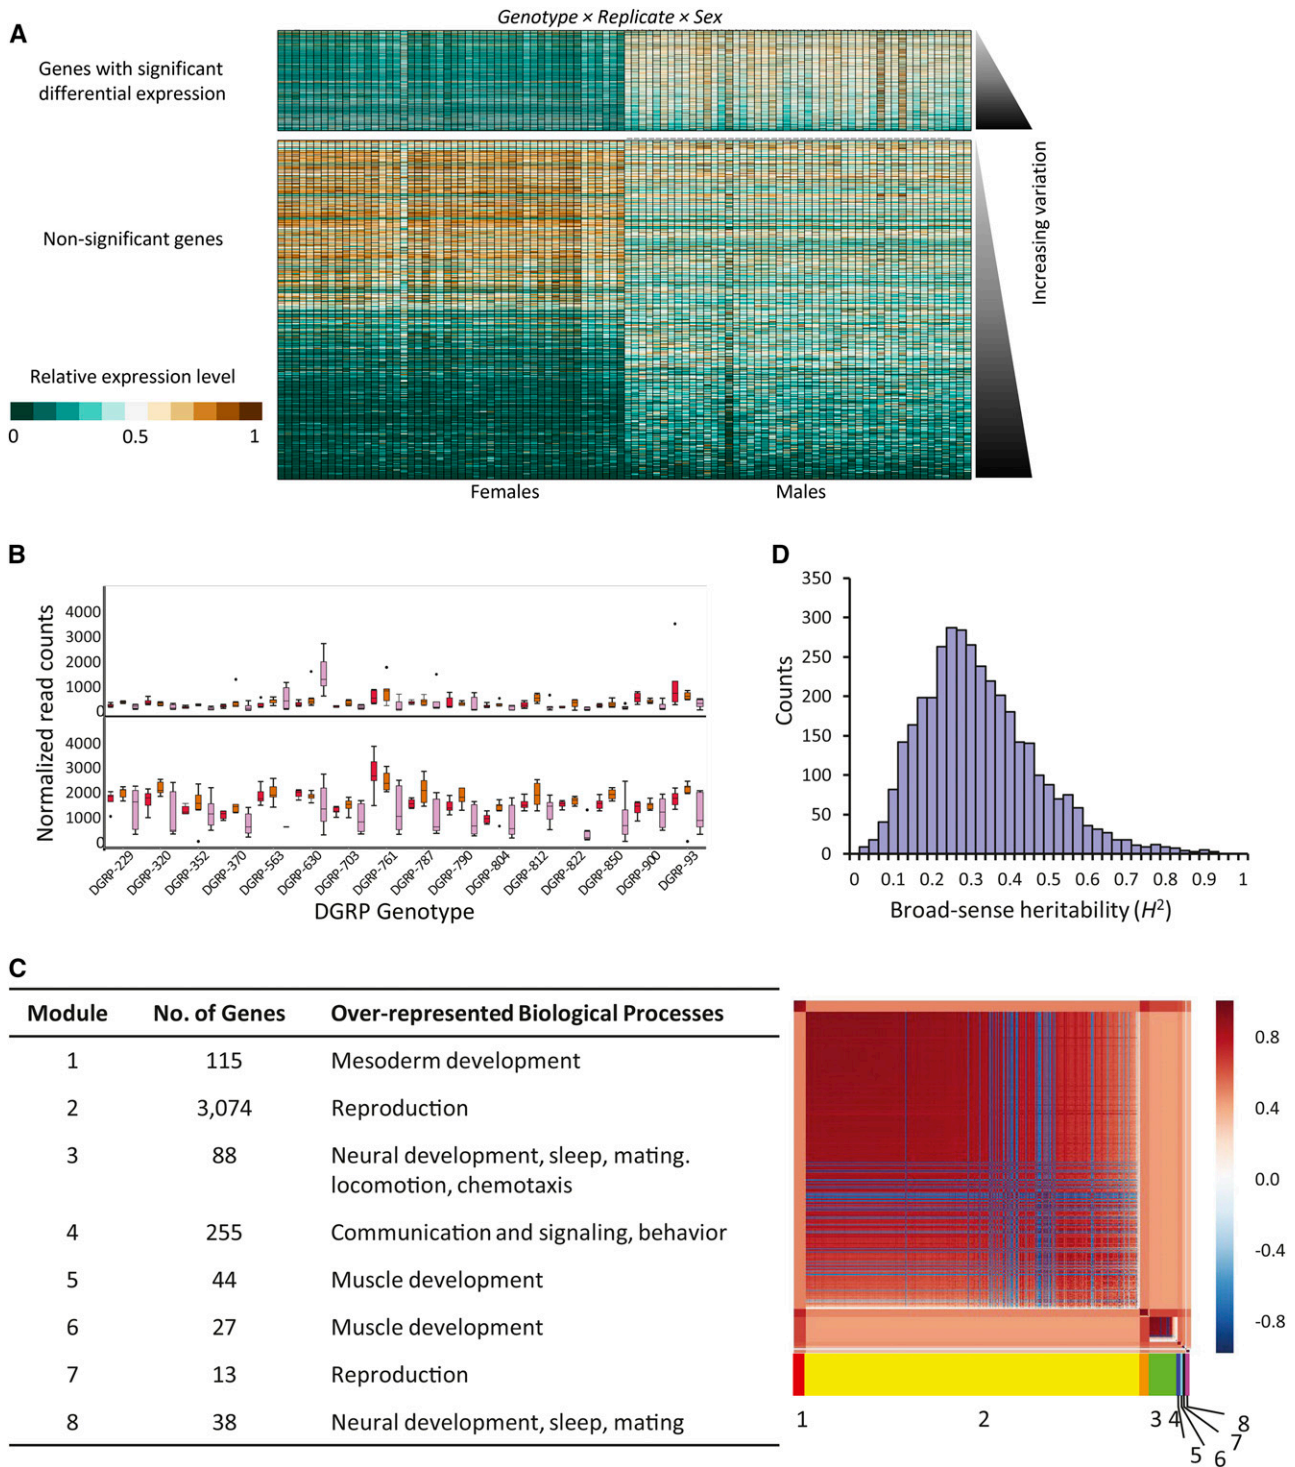 A
Genotype × Replicate × Sex
Genes with significant
differential expression
Non-significant genes
Increasing variation
Relative expression level
0 0.5 1
Females Males
B
Normalized read counts
4000
3000
2000
1000
0
4000
3000
2000
1000
0
DGRP-229 DGRP-320 DGRP-352 DGRP-370 DGRP-563 DGRP-630 DGRP-703 DGRP-761 DGRP-787 DGRP-790 DGRP-804 DGRP-812 DGRP-822 DGRP-850 DGRP-900 DGRP-93
DGRP Genotype
D
Counts
350
300
250
200
150
100
50
0
0 0.1 0.2 0.3 0.4 0.5 0.6 0.7 0.8 0.9 1
Broad-sense heritability (H²)
C
Module No. of Genes Over-represented Biological Processes
1 115 Mesoderm development
2 3,074 Reproduction
3 88 Neural development, sleep, mating.
locomotion, chemotaxis
4 255 Communication and signaling, behavior
5 44 Muscle development
6 27 Muscle development
7 13 Reproduction
8 38 Neural development, sleep, mating
0.8
0.4
0.0
-0.4
-0.8
1 2 3 4 5 6 7 8